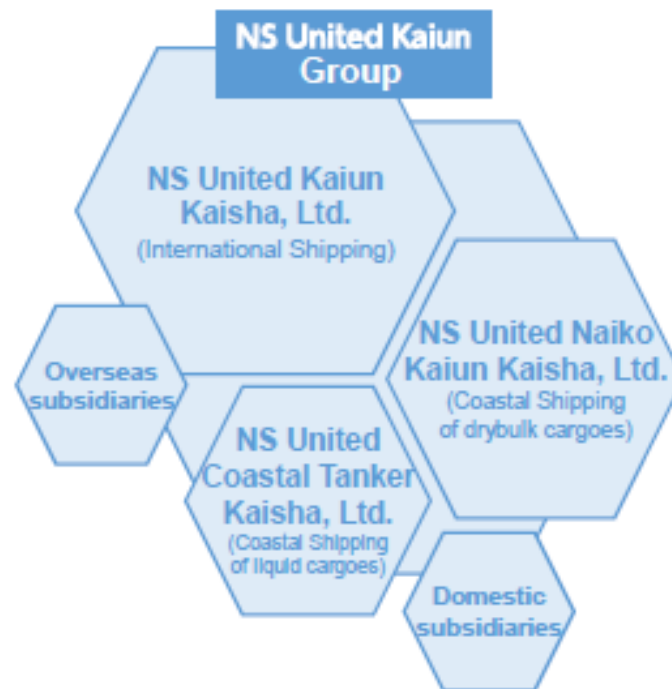 NS United Kaiun
Group
NS United Kaiun
Kaisha, Ltd.
(International Shipping)
NS United Naiko
Kaiun Kaisha, Ltd.
(Coastal Shipping
of drybulk cargoes)
Overseas
subsidiaries
NS United
Coastal Tanker
Kaisha, Ltd.
(Coastal Shipping
of liquid cargoes)
Domestic
subsidiaries